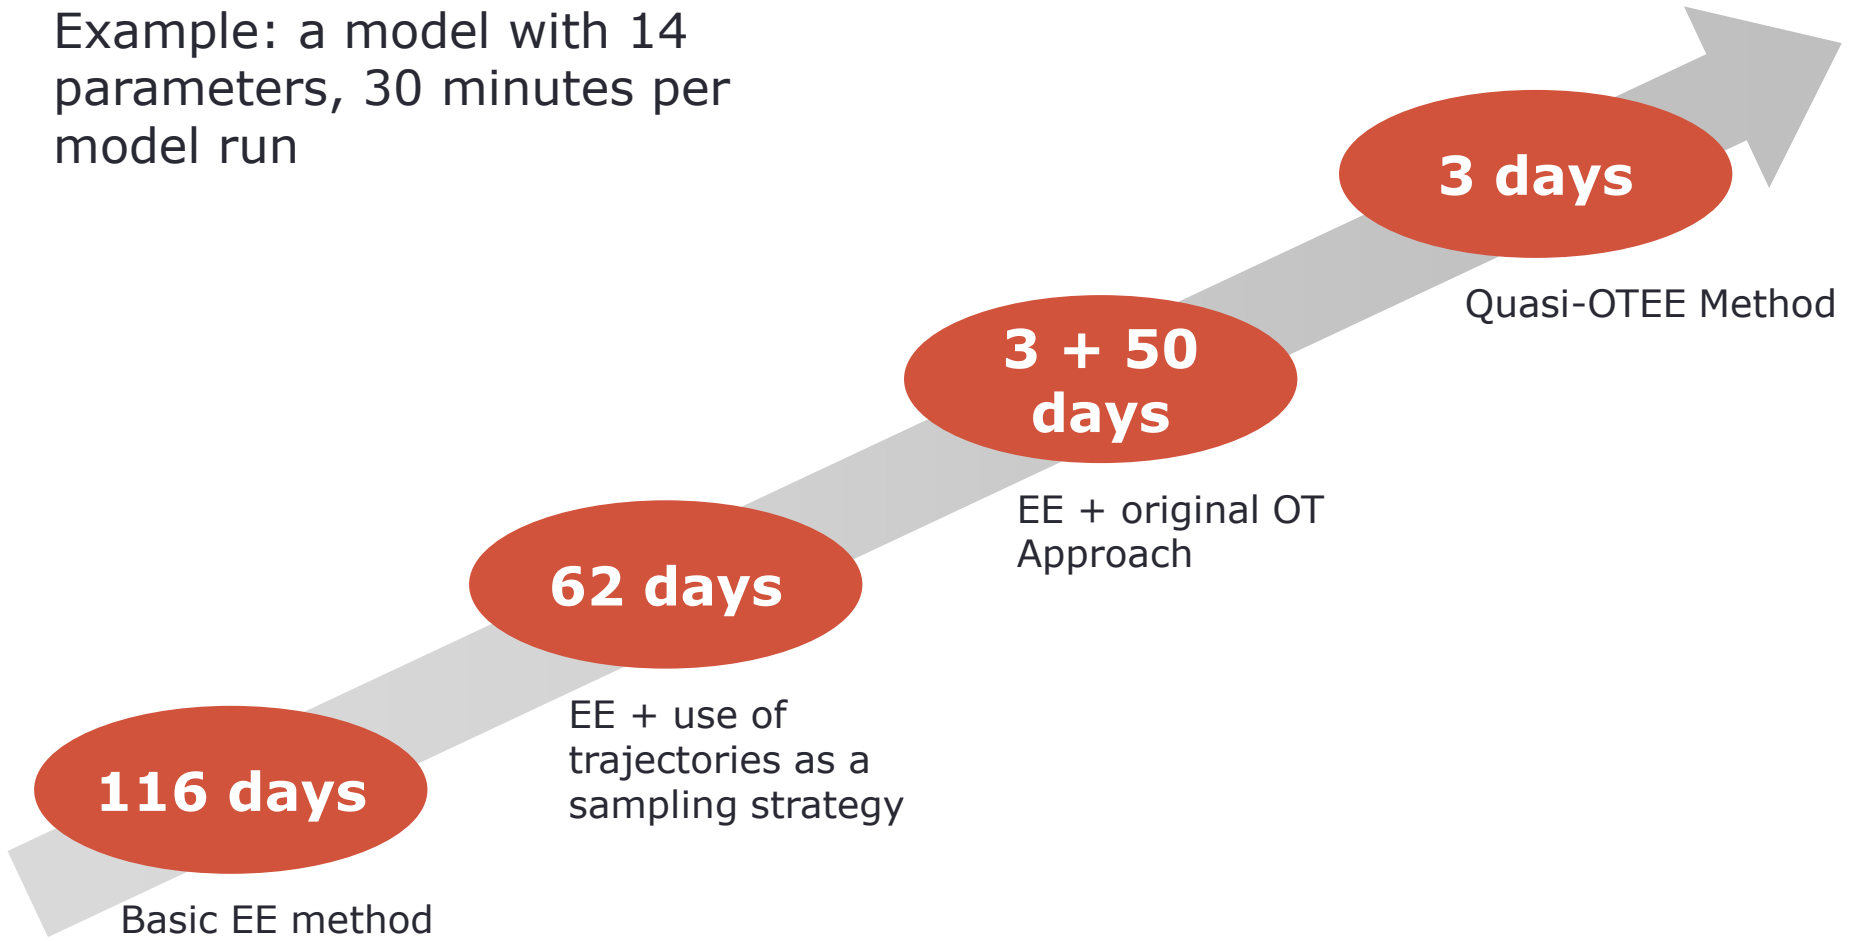 Example: a model with 14
parameters, 30 minutes per
model run
3 days
Quasi-OTEE Method
3 + 50
days
EE + original OT
Approach
62 days
EE + use of
trajectories as a
sampling strategy
116 days
Basic EE method